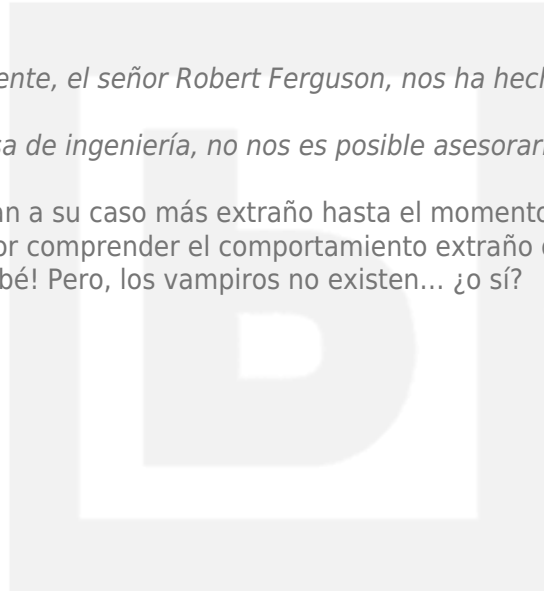 ente, el señor Robert Ferguson, nos ha hech
sa de ingeniería, no nos es posible asesorar
an a su caso más extraño hasta el momento
or comprender el comportamiento extraño
bé! Pero, los vampiros no existen... ¿o sí?